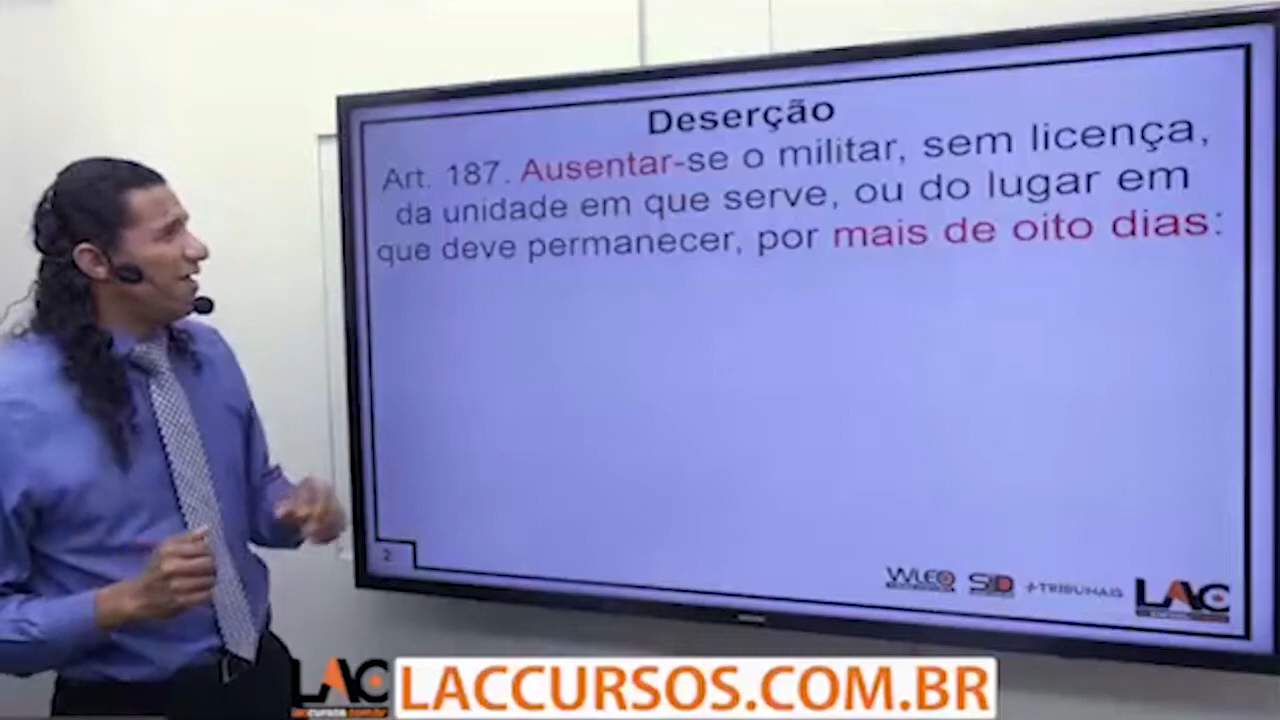 Deserção
Art. 187. Ausentar-se o militar, sem licença,
da unidade em que serve, ou do lugar em
que deve permanecer, por mais de oito dias:
2
WLEO SID +TRIBUNAIS LAC
LAC LACCURSOS.COM.BR